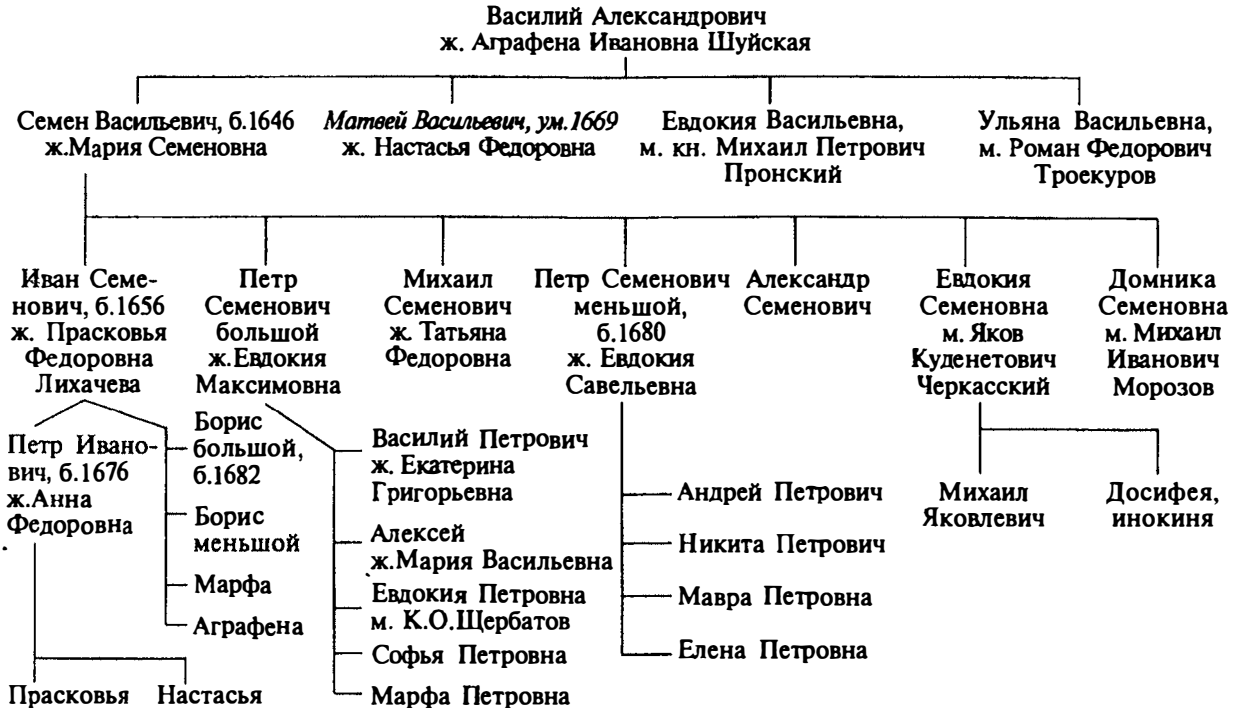 Василий Александрович
ж. Аграфена Ивановна Шуйская
Семен Васильевич, б.1646
ж.Мария Семеновна
Матвей Васильевич, ум.1669
ж. Настасья Федоровна
Евдокия Васильевна,
м. кн. Михаил Петрович
Пронский
Ульяна Васильевна,
м. Роман Федорович
Троекуров
Иван Семе-
нович, б.1656
ж. Прасковья
Федоровна
Лихачева
Петр
Семенович
большой
ж.Евдокия
Максимовна
Михаил
Семенович
ж. Татьяна
Федоровна
Петр Семенович
меньшой,
б.1680
ж. Евдокия
Савельевна
Александр
Семенович
Евдокия
Семеновна
м. Яков
Куденетович
Черкасский
Домника
Семеновна
м. Михаил
Иванович
Морозов
Петр Ивано-
вич, б.1676
ж.Анна
Федоровна
Борис
большой,
б.1682
Борис
меньшой
Марфа
Аграфена
Василий Петрович
ж. Екатерина
Григорьевна
Алексей
ж.Мария Васильевна
Евдокия Петровна
м. К.О.Щербатов
Софья Петровна
Марфа Петровна
Андрей Петрович
Никита Петрович
Мавра Петровна
Елена Петровна
Михаил
Яковлевич
Досифея,
инокиня
Прасковья
Настасья